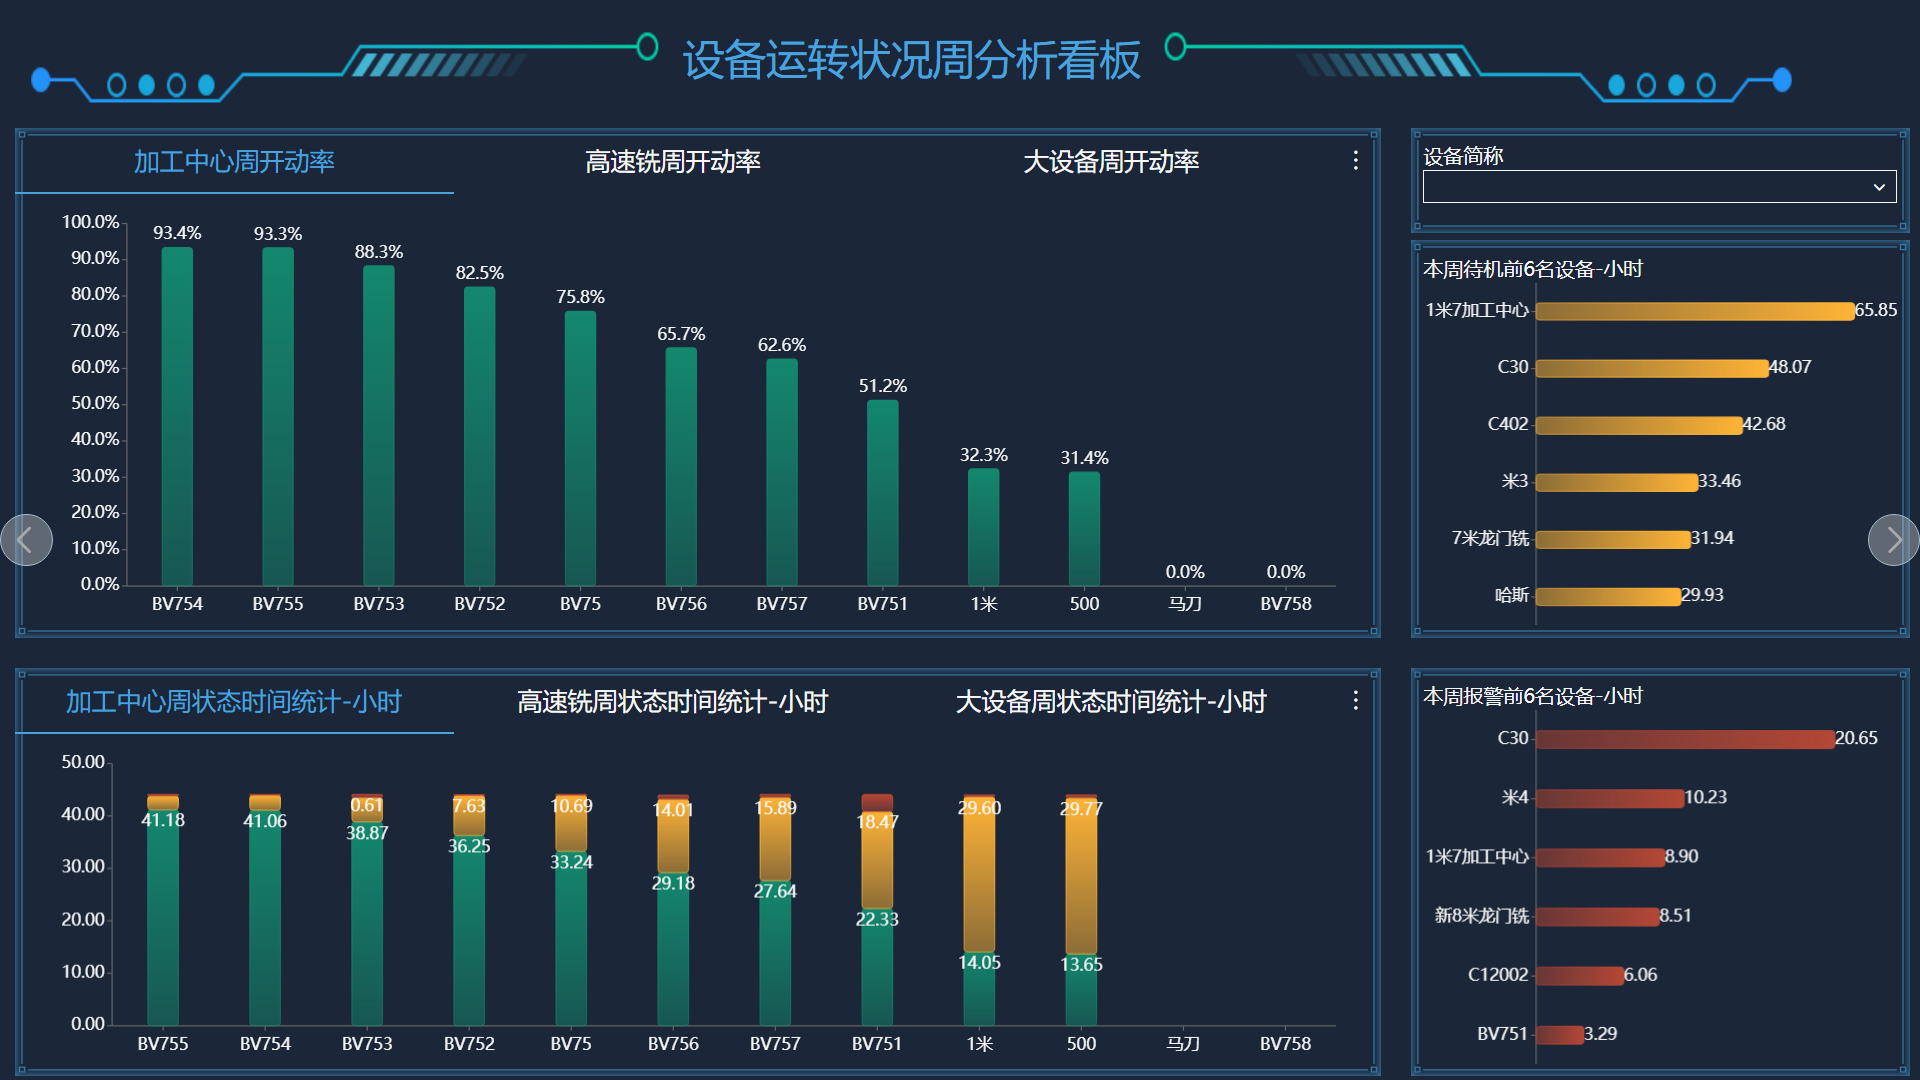 设备运转状况周分析看板
加工中心周开动率
高速铣周开动率
大设备周开动率
100.0%
90.0%
80.0%
70.0%
60.0%
50.0%
40.0%
30.0%
20.0%
10.0%
0.0%
93.4%
93.3%
88.3%
82.5%
75.8%
65.7%
62.6%
51.2%
32.3%
31.4%
0.0%
0.0%
BV754
BV755
BV753
BV752
BV75
BV756
BV757
BV751
1米
500
马刀
BV758
设备简称
本周待机前6名设备-小时
1米7加工中心 65.85
C30 48.07
C402 42.68
米3 33.46
7米龙门铣 31.94
哈斯 29.93
加工中心周状态时间统计-小时
高速铣周状态时间统计-小时
大设备周状态时间统计-小时
50.00
40.00
30.00
20.00
10.00
0.00
41.18
41.06
0.61
38.87
7.63
36.25
10.69
33.24
14.01
29.18
15.89
27.64
18.47
22.33
29.60
14.05
29.77
13.65
BV755
BV754
BV753
BV752
BV75
BV756
BV757
BV751
1米
500
马刀
BV758
本周报警前6名设备-小时
C30 20.65
米4 10.23
1米7加工中心 8.90
新8米龙门铣 8.51
C12002 6.06
BV751 3.29